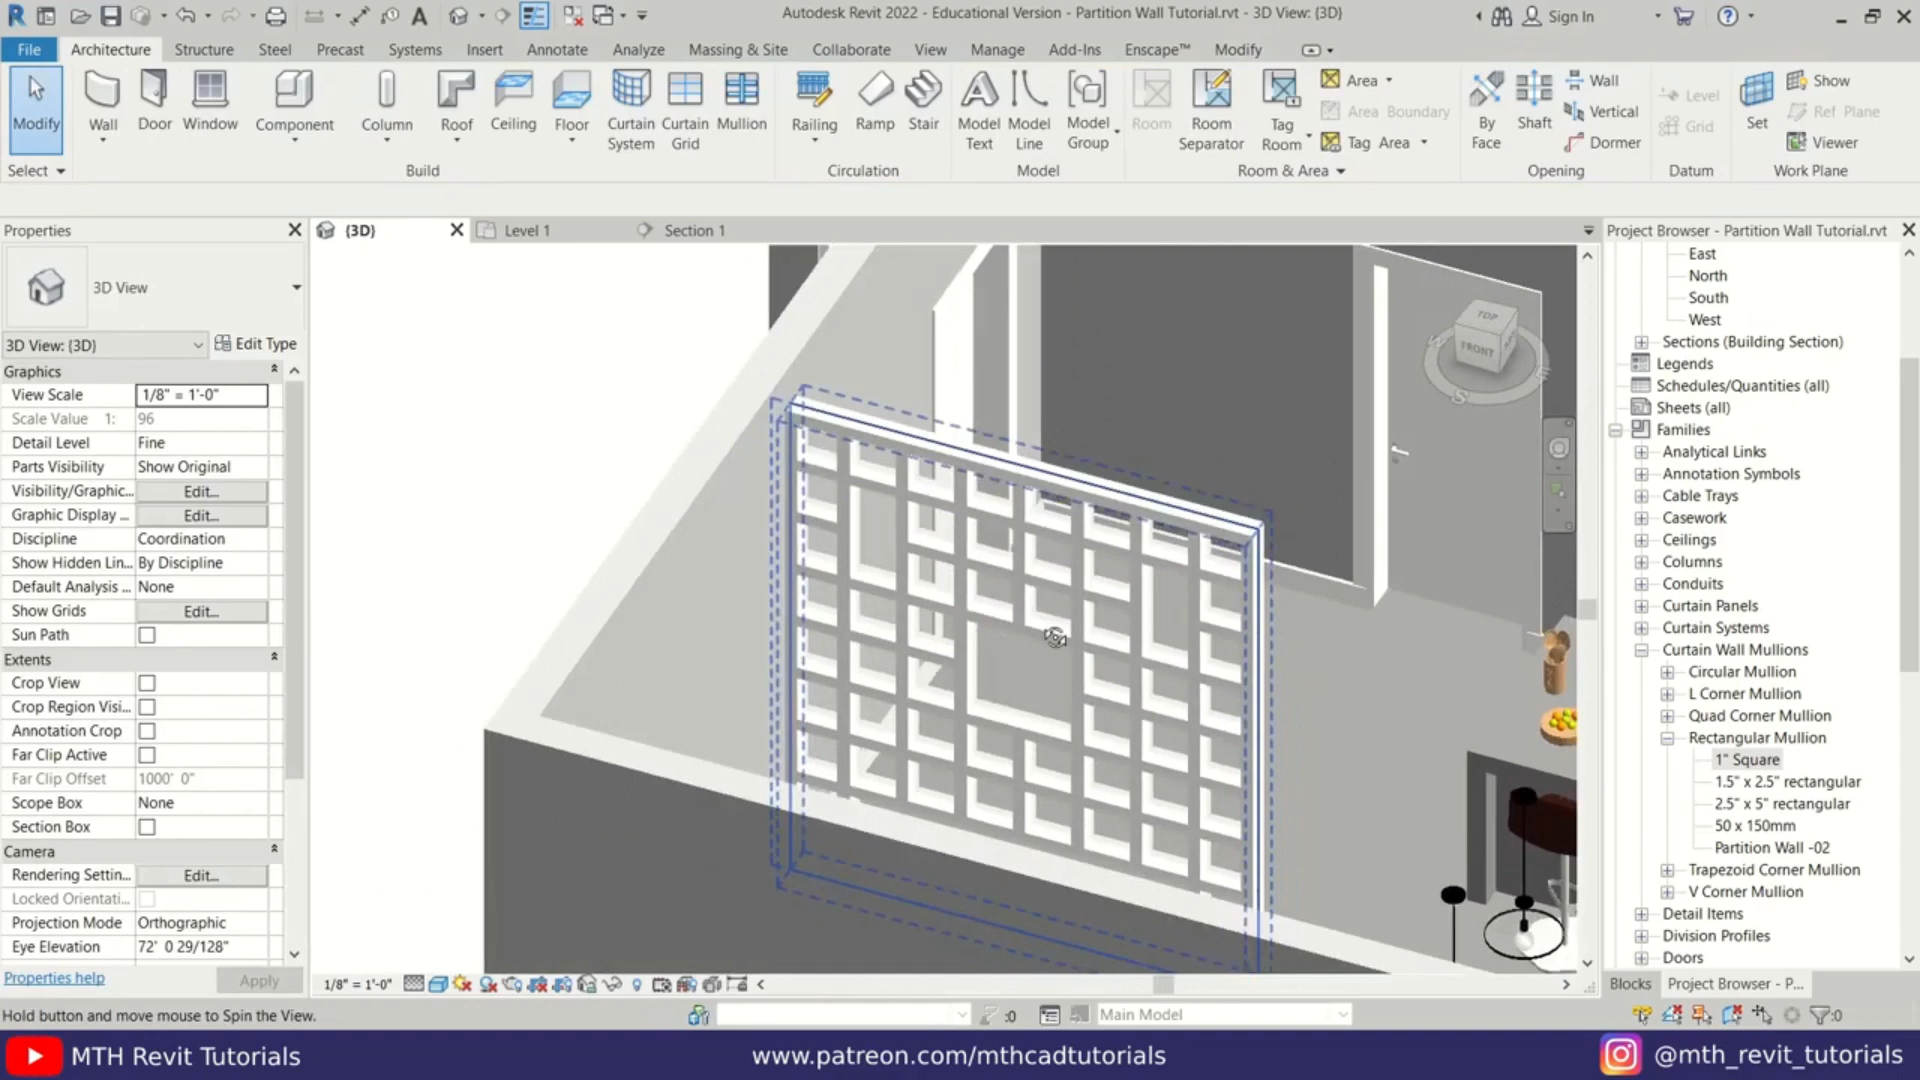 Autodesk Revit 2022 - Educational Version - Partition Wall Tutorial.rvt - 3D View: {3D}
Sign In
File Architecture Structure Steel Precast Systems Insert Annotate Analyze Massing & Site Collaborate View Manage Add-Ins Enscape™ Modify
Modify
Wall
Door
Window
Component
Column
Roof
Ceiling
Floor
Curtain System
Curtain Grid
Mullion
Railing
Ramp
Stair
Model Text
Model Line
Model Group
Room
Room Separator
Tag Room
Area
Area Boundary
Tag Area
By Face
Shaft
Wall
Vertical
Dormer
Level
Grid
Set
Show
Ref Plane
Viewer
Select
Build
Circulation
Model
Room & Area
Opening
Datum
Work Plane
Properties
3D View
3D View: {3D}
Edit Type
Graphics
View Scale 1/8" = 1'-0"
Scale Value 1: 96
Detail Level Fine
Parts Visibility Show Original
Visibility/Graphic... Edit...
Graphic Display ... Edit...
Discipline Coordination
Show Hidden Lin... By Discipline
Default Analysis ... None
Show Grids Edit...
Sun Path
Extents
Crop View
Crop Region Visi...
Annotation Crop
Far Clip Active
Far Clip Offset 1000' 0"
Scope Box None
Section Box
Camera
Rendering Settin... Edit...
Locked Orientati...
Projection Mode Orthographic
Eye Elevation 72' 0 29/128"
Properties help
Apply
{3D}
Level 1
Section 1
TOP
FRONT
W
S
E
Project Browser - Partition Wall Tutorial.rvt
East
North
South
West
Sections (Building Section)
Legends
Schedules/Quantities (all)
Sheets (all)
Families
Analytical Links
Annotation Symbols
Cable Trays
Casework
Ceilings
Columns
Conduits
Curtain Panels
Curtain Systems
Curtain Wall Mullions
Circular Mullion
L Corner Mullion
Quad Corner Mullion
Rectangular Mullion
1" Square
1.5" x 2.5" rectangular
2.5" x 5" rectangular
50 x 150mm
Partition Wall -02
Trapezoid Corner Mullion
V Corner Mullion
Detail Items
Division Profiles
Doors
Blocks
Project Browser - P...
1/8" = 1'-0"
Hold button and move mouse to Spin the View.
:0
Main Model
:0
MTH Revit Tutorials
www.patreon.com/mthcadtutorials
@mth_revit_tutorials